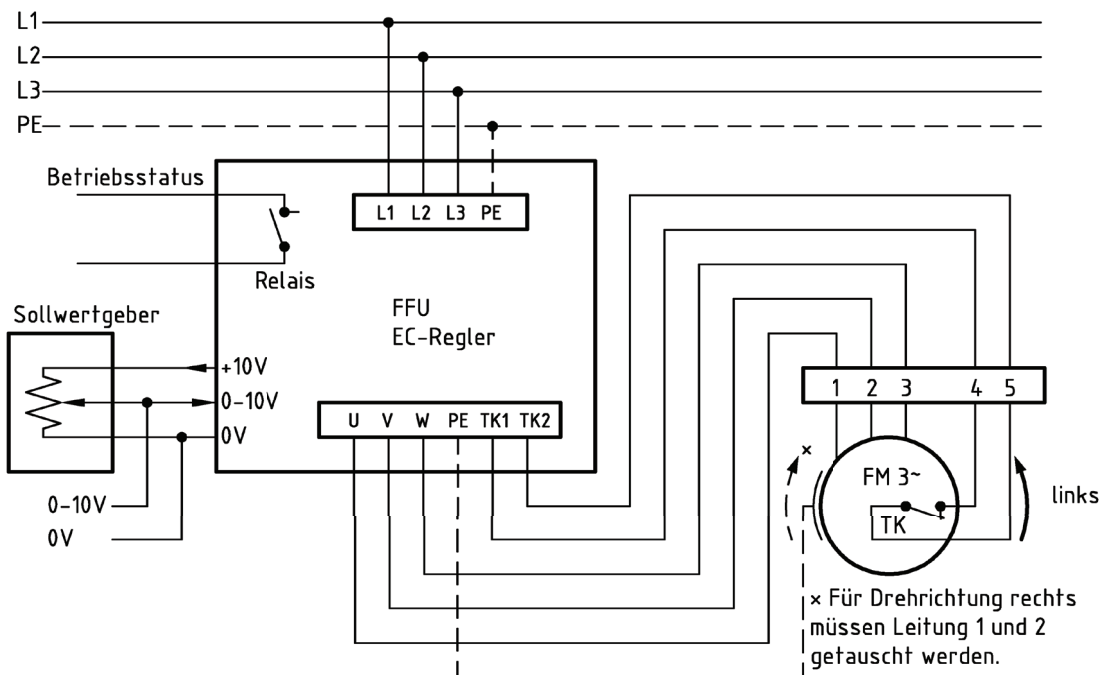 L1
L2
L3
PE
Betriebsstatus
L1 L2 L3 PE
Relais
FFU
EC-Regler
Sollwertgeber
+10V
0-10V
0V
U V W PE TK1 TK2
0-10V
0V
1 2 3 4 5
×
FM 3~
TK
links
× Für Drehrichtung rechts
müssen Leitung 1 und 2
getauscht werden.